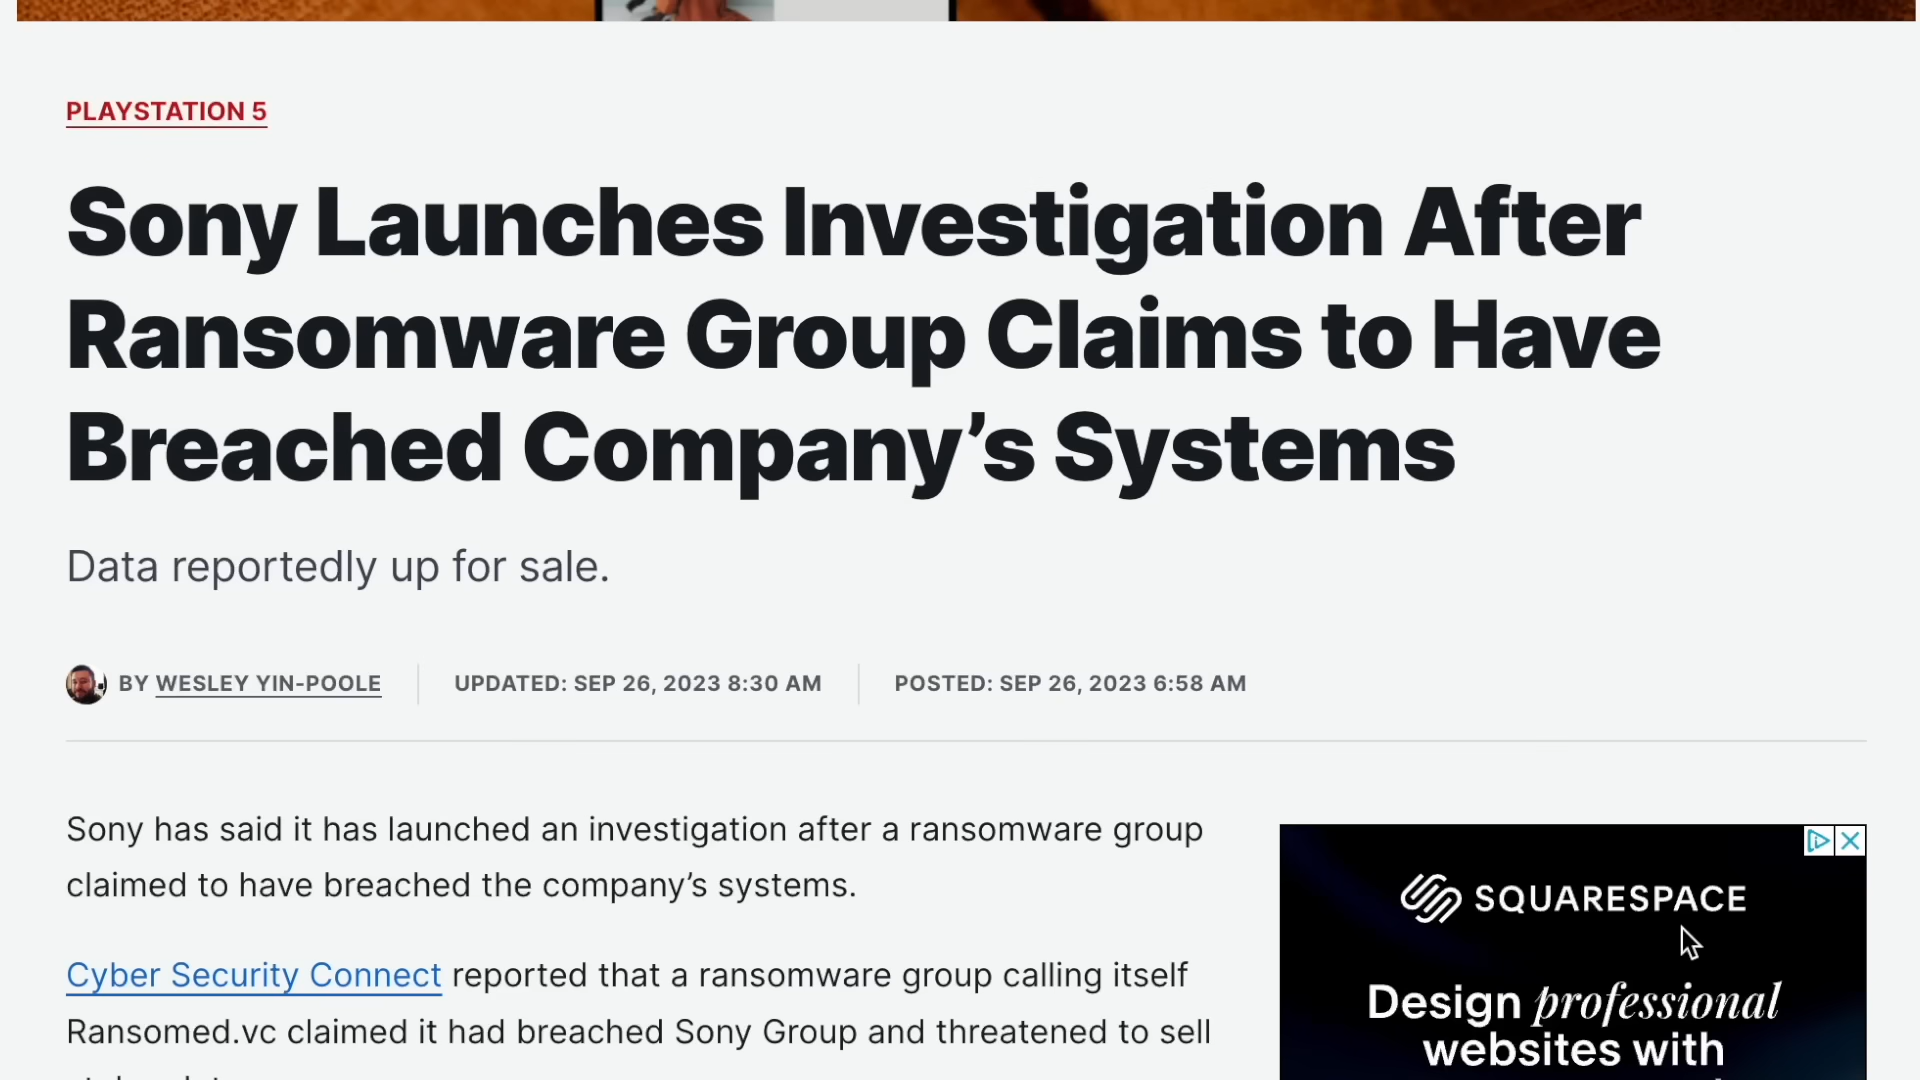 PLAYSTATION 5
Sony Launches Investigation After
Ransomware Group Claims to Have
Breached Company’s Systems
Data reportedly up for sale.
BY WESLEY YIN-POOLE UPDATED: SEP 26, 2023 8:30 AM POSTED: SEP 26, 2023 6:58 AM
Sony has said it has launched an investigation after a ransomware group
claimed to have breached the company’s systems.
Cyber Security Connect reported that a ransomware group calling itself
Ransomed.vc claimed it had breached Sony Group and threatened to sell
SQUARESPACE
Design professional
websites with